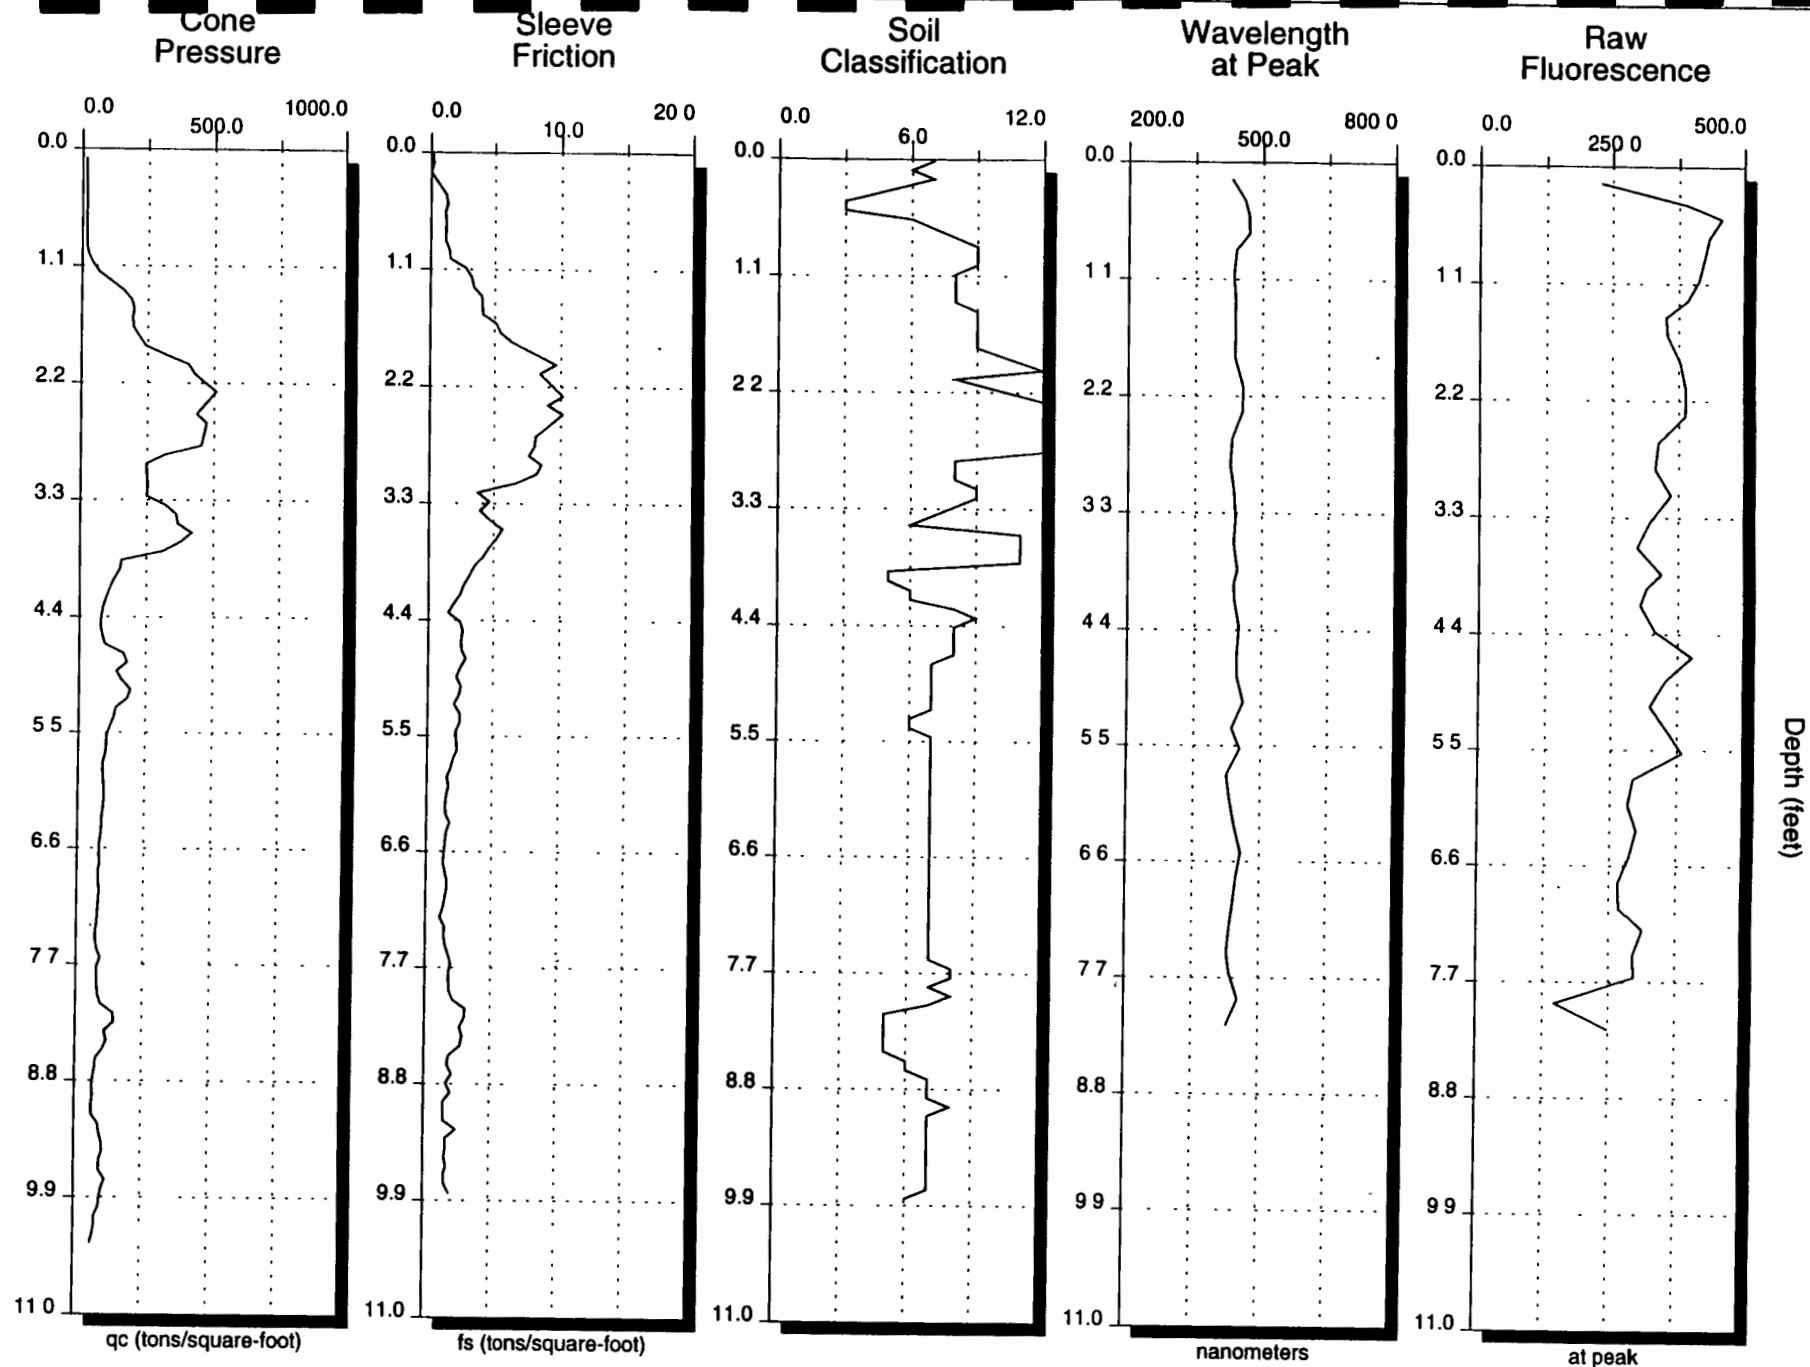 Cone
Pressure
0.0 500.0 1000.0
0.0
1.1
2.2
3.3
4.4
5 5
6.6
7 7
8.8
9.9
11 0
qc (tons/square-foot)
Sleeve
Friction
0.0 10.0 20 0
0.0
1.1
2.2
3.3
4.4
5.5
6.6
7.7
8.8
9.9
11.0
fs (tons/square-foot)
Soil
Classification
0.0 6.0 12.0
0.0
1.1
2 2
3.3
4.4
5.5
6.6
7.7
8.8
9.9
11.0
Wavelength
at Peak
200.0 500.0 800 0
0.0
1 1
2.2
3 3
4 4
5 5
6 6
7 7
8.8
9 9
11.0
nanometers
Raw
Fluorescence
0.0 250 0 500.0
0.0
1 1
2.2
3.3
4 4
5 5
6.6
7.7
8.8
9 9
11.0
at peak
Depth (feet)